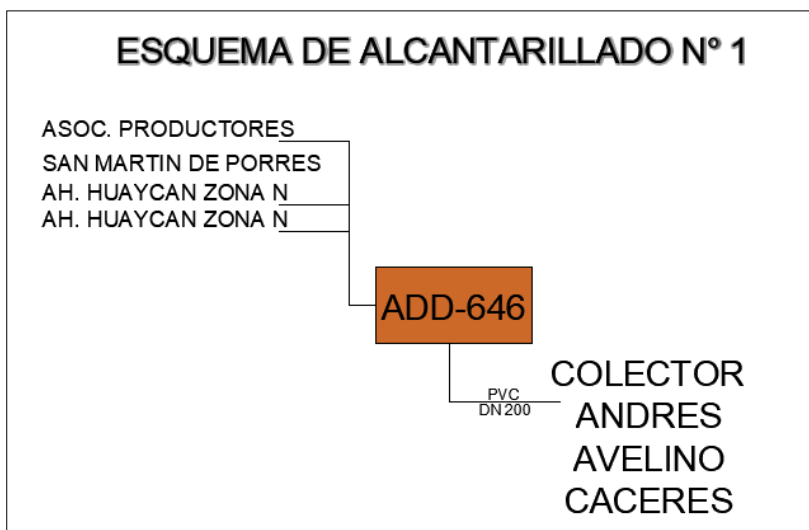 ESQUEMA DE ALCANTARILLADO N° 1
ASOC. PRODUCTORES
SAN MARTIN DE PORRES
AH. HUAYCAN ZONA N
AH. HUAYCAN ZONA N
ADD-646
PVC
DN 200
COLECTOR
ANDRES
AVELINO
CACERES